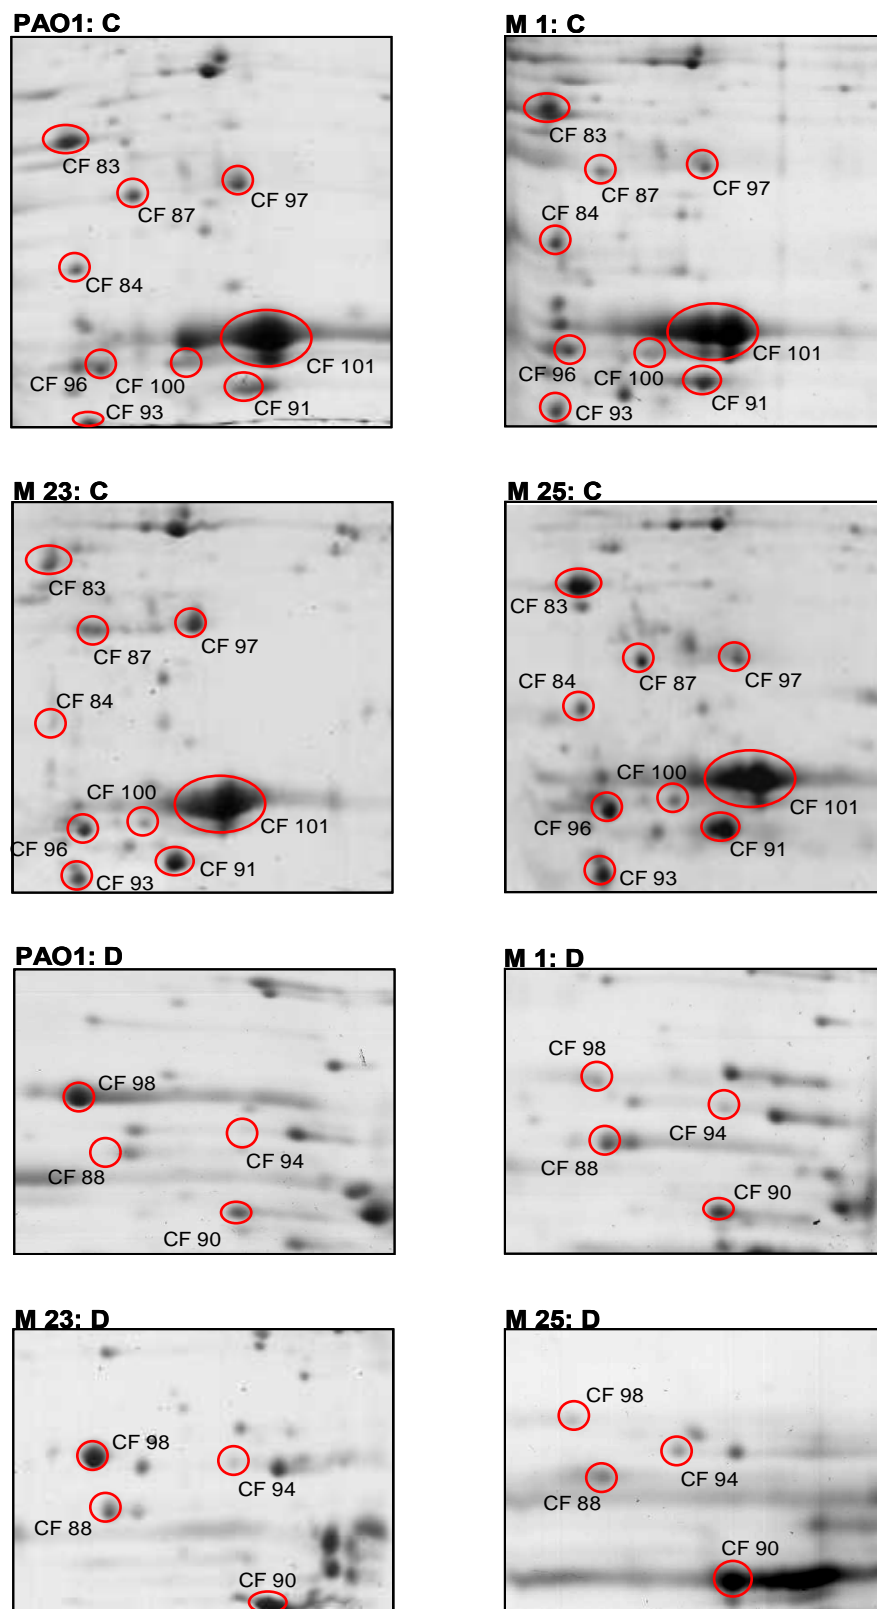 PAO1: C
CF 83
CF 87
CF 97
CF 84
CF 101
CF 96
CF 100
CF 91
CF 93
M 1: C
CF 83
CF 87
CF 97
CF 84
CF 101
CF 96
CF 100
CF 91
CF 93
M 23: C
CF 83
CF 87
CF 97
CF 84
CF 100
CF 101
CF 96
CF 91
CF 93
M 25: C
CF 83
CF 84
CF 87
CF 97
CF 100
CF 101
CF 96
CF 91
CF 93
PAO1: D
CF 98
CF 94
CF 88
CF 90
M 1: D
CF 98
CF 94
CF 88
CF 90
M 23: D
CF 98
CF 94
CF 88
CF 90
M 25: D
CF 98
CF 94
CF 88
CF 90